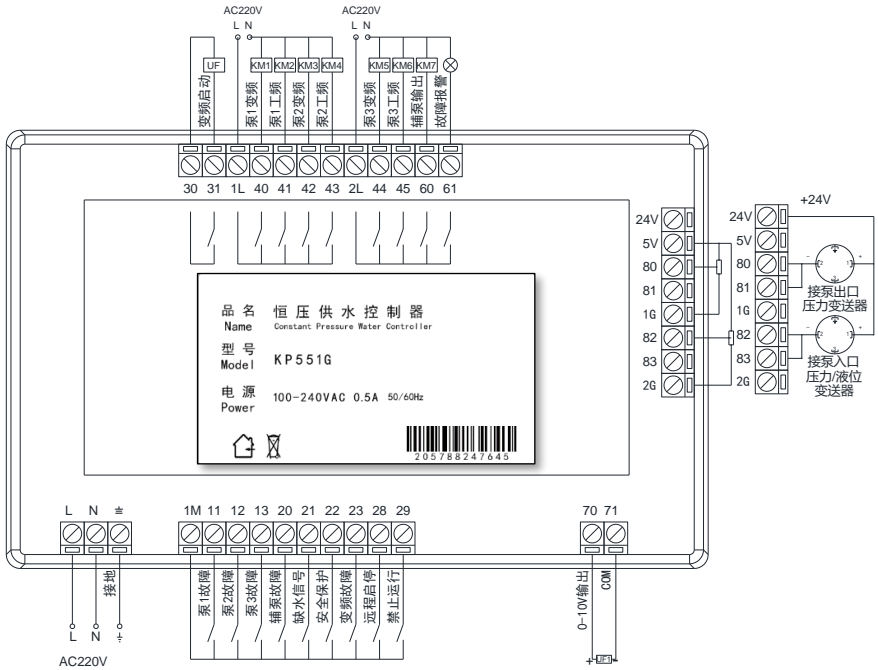 AC220V AC220V
L N L N
UF KM1 KM2 KM3 KM4 KM5 KM6 KM7
变频启动 泵1变频 泵1工频 泵2变频 泵2工频 泵3变频 泵3工频 辅泵输出 故障报警
30 31 1L 40 41 42 43 2L 44 45 60 61
24V
5V
80
81
1G
82
83
2G
+24V
24V
5V
80
81
1G
82
83
2G
- 2 1 +
接泵出口
压力变送器
- 2 1 +
接泵入口
压力/液位
变送器
品名 恒压供水控制器
Name Constant Pressure Water Controller
型号
Model KP551G
电源
Power 100-240VAC 0.5A 50/60Hz
205788247645
L N
1M 11 12 13 20 21 22 23 28 29
70 71
接地
泵1故障 泵2故障 泵3故障 辅泵故障 缺水信号 安全保护 变频故障 远程启停 禁止运行
0-10V输出 COM
L N
AC220V
+ UF1 -